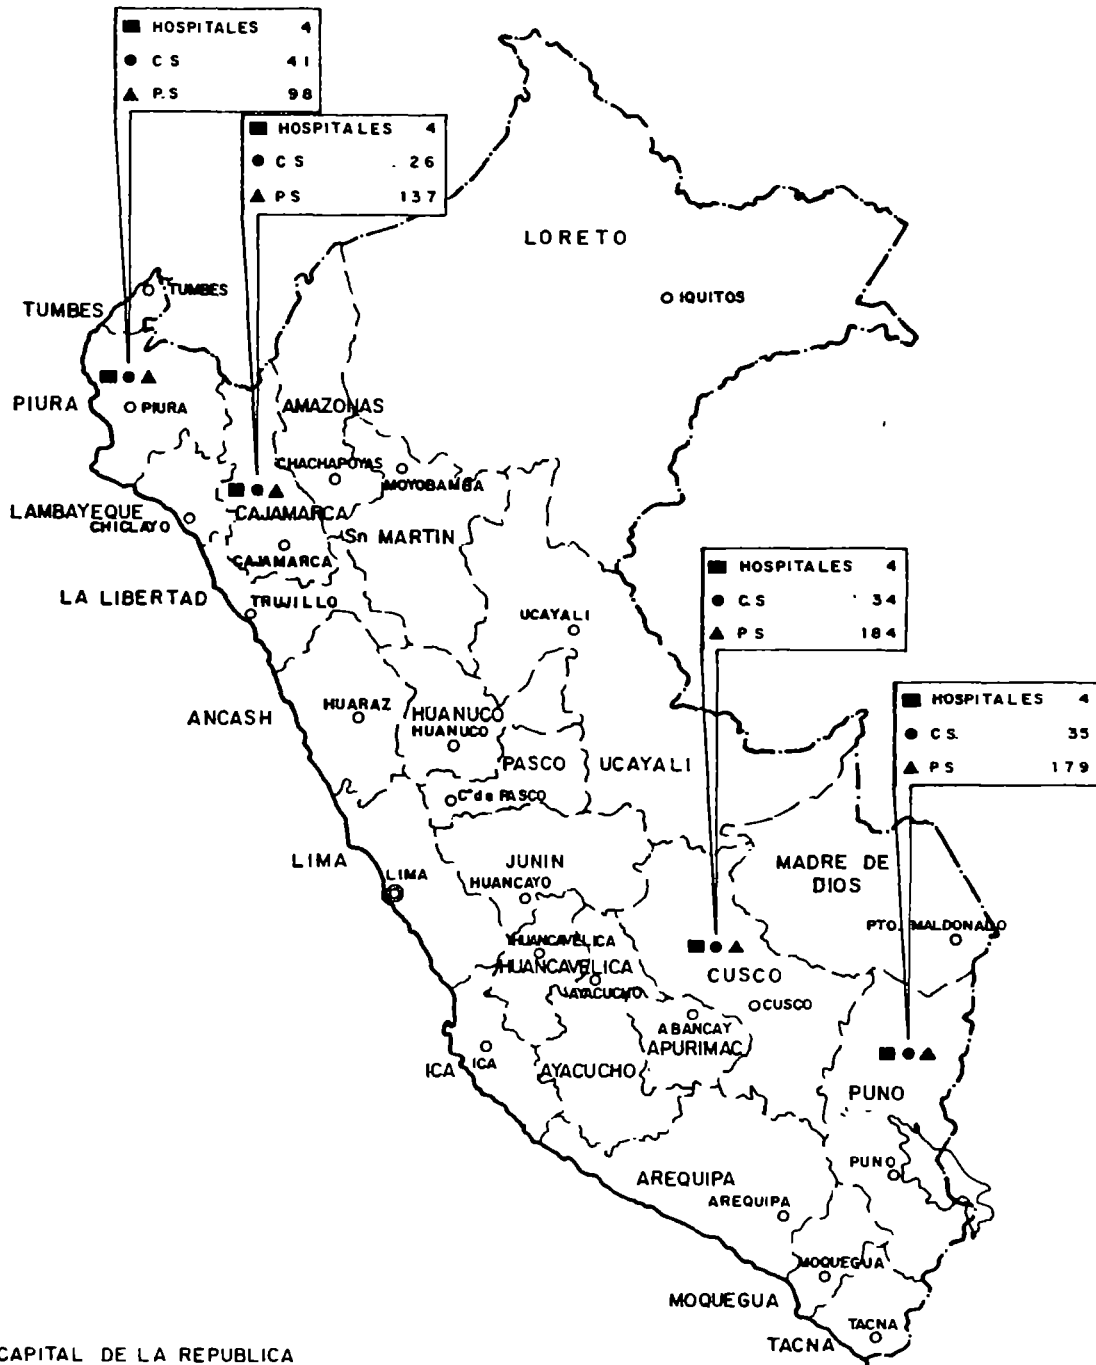 ■ HOSPITALES 4
● C S 41
▲ P.S 98
■ HOSPITALES 4
● C S . 26
▲ P S 137
LORETO
IQUITOS
TUMBES
TUMBES
PIURA
PIURA
AMAZONAS
CHACHAPOYAS
MOYOBAMBA
LAMBAYEQUE
CHICLAYO
CAJAMARCA
CAJAMARCA
Sn MARTIN
LA LIBERTAD
TRUJILLO
UCAYALI
■ HOSPITALES 4
● C.S 34
▲ P S 184
■ HOSPITALES 4
● C S. 35
▲ P S 179
ANCASH
HUARAZ
HUANUCO
HUANUCO
PASCO
UCAYALI
C° de PASCO
LIMA
LIMA
JUNIN
HUANCAYO
MADRE DE
DIOS
PTO. MALDONADO
HUANCAVELICA
HUANCAVELICA
AYACUCHO
CUSCO
CUSCO
ABANCAY
APURIMAC
ICA
ICA
AYACUCHO
PUNO
PUNO
AREQUIPA
AREQUIPA
MOQUEGUA
MOQUEGUA
TACNA
TACNA
CAPITAL DE LA REPUBLICA